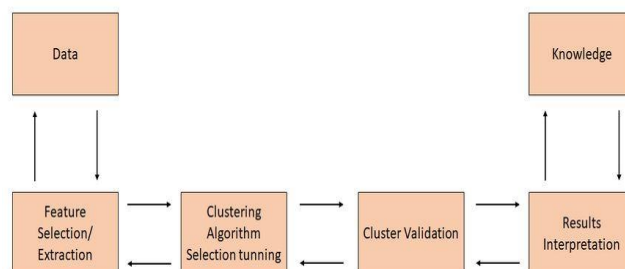 Data
Knowledge
Feature
Selection/
Extraction
Clustering
Algorithm
Selection tunning
Cluster Validation
Results
Interpretation